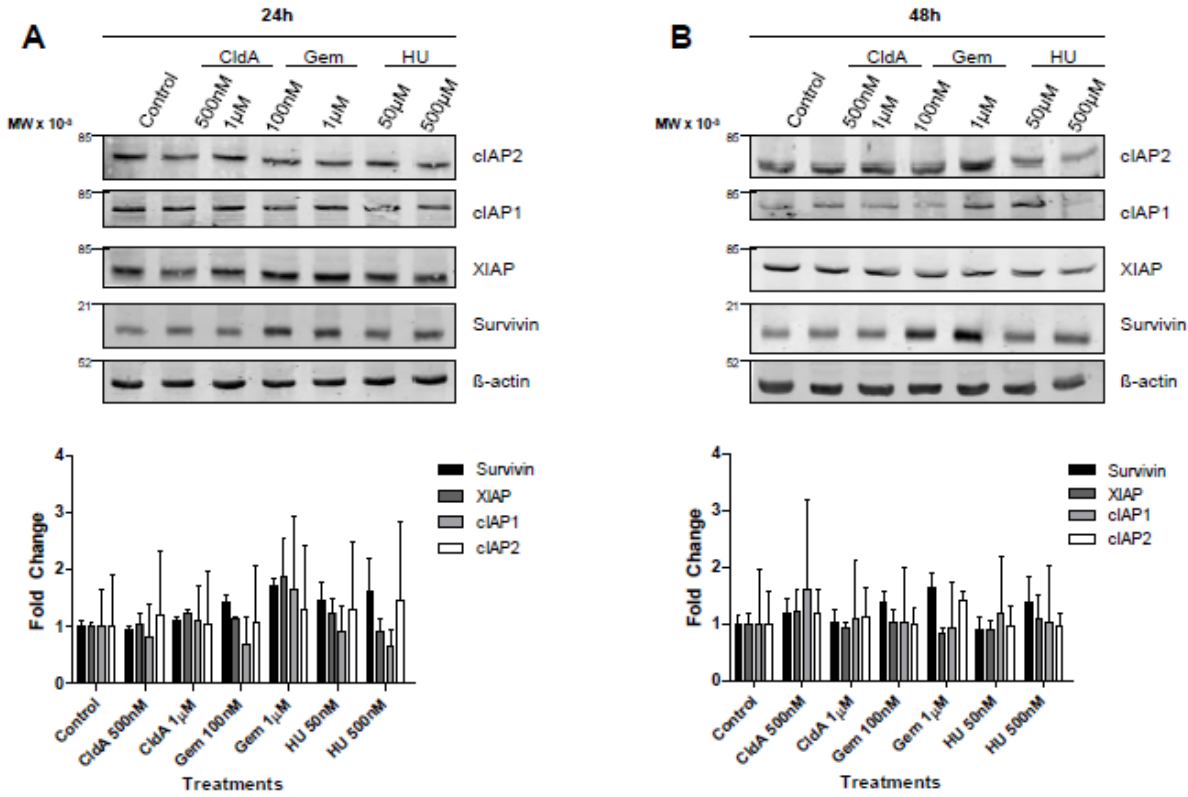 A
24h
CldA Gem HU
Control 500nM 1µM 100nM 1µM 50µM 500µM
MW x 10⁻³
85
cIAP2
85
cIAP1
85
XIAP
21
Survivin
52
ß-actin
4
3
2
1
0
Fold Change
Survivin
XIAP
cIAP1
cIAP2
Control CldA 500nM CldA 1µM Gem 100nM Gem 1µM HU 50nM HU 500nM
Treatments
B
48h
CldA Gem HU
Control 500nM 1µM 100nM 1µM 50µM 500µM
MW x 10⁻³
85
cIAP2
85
cIAP1
85
XIAP
21
Survivin
52
ß-actin
4
3
2
1
0
Fold Change
Survivin
XIAP
cIAP1
cIAP2
Control CldA 500nM CldA 1µM Gem 100nM Gem 1µM HU 50nM HU 500nM
Treatments